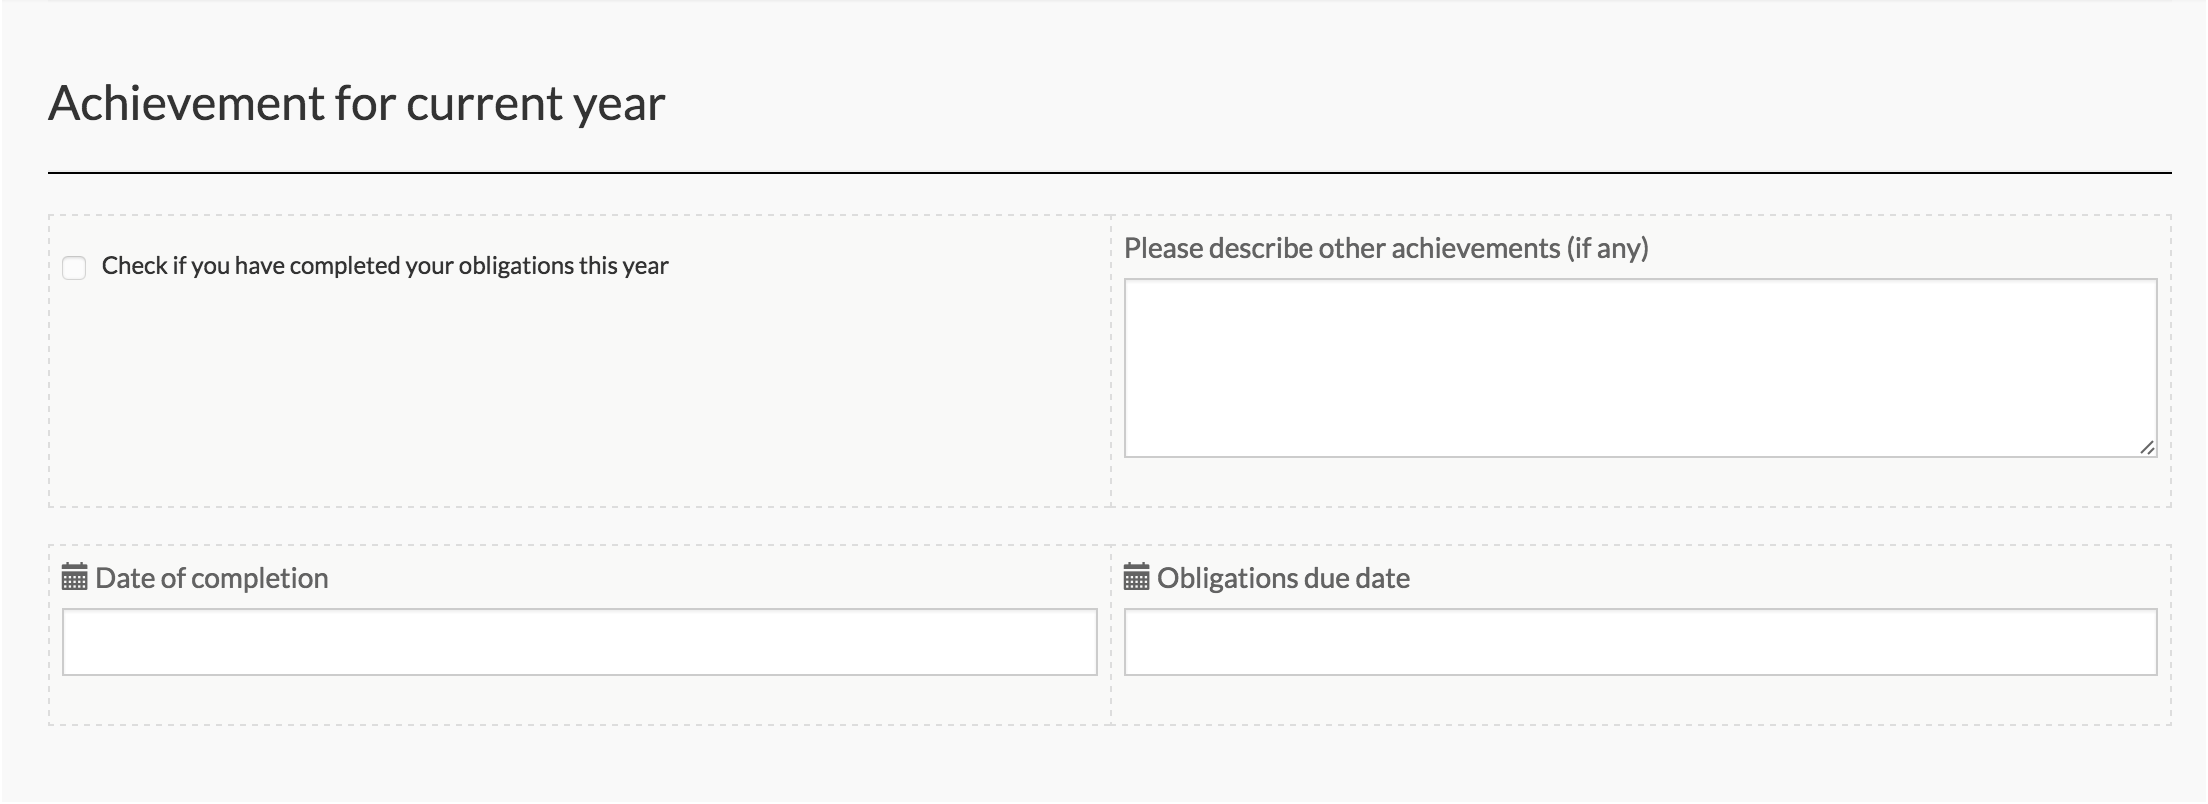 Achievement for current year
Check if you have completed your obligations this year
Please describe other achievements (if any)
Date of completion
Obligations due date